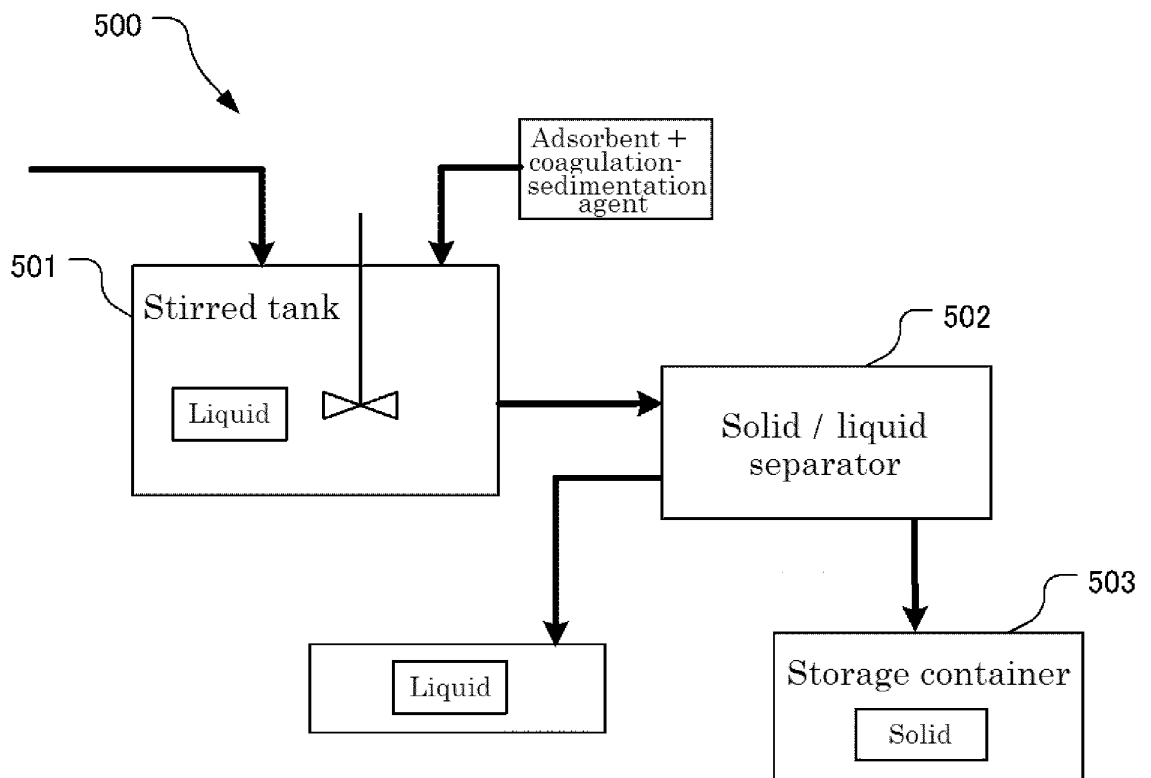 500
Adsorbent +
coagulation-
sedimentation
agent
501
Stirred tank
Liquid
502
Solid / liquid
separator
503
Storage container
Solid
Liquid